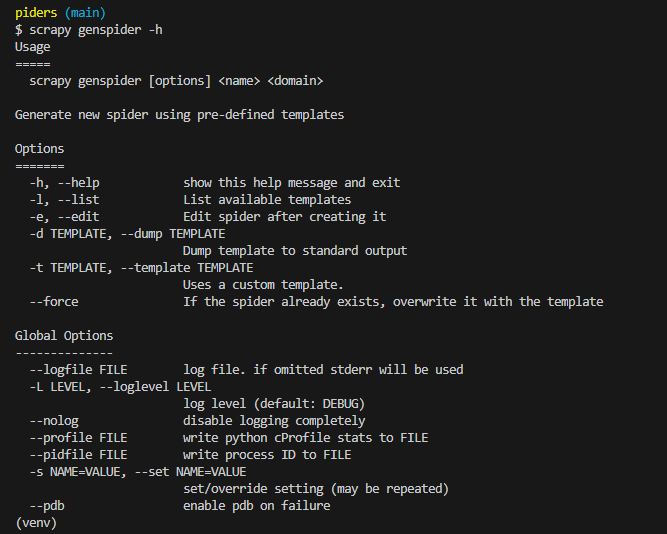 piders (main)
$ scrapy genspider -h
Usage
=====
  scrapy genspider [options] <name> <domain>

Generate new spider using pre-defined templates

Options
=======
  -h, --help            show this help message and exit
  -l, --list            List available templates
  -e, --edit            Edit spider after creating it
  -d TEMPLATE, --dump TEMPLATE
                        Dump template to standard output
  -t TEMPLATE, --template TEMPLATE
                        Uses a custom template.
  --force               If the spider already exists, overwrite it with the template

Global Options
--------------
  --logfile FILE        log file. if omitted stderr will be used
  -L LEVEL, --loglevel LEVEL
                        log level (default: DEBUG)
  --nolog               disable logging completely
  --profile FILE        write python cProfile stats to FILE
  --pidfile FILE        write process ID to FILE
  -s NAME=VALUE, --set NAME=VALUE
                        set/override setting (may be repeated)
  --pdb                 enable pdb on failure
(venv)